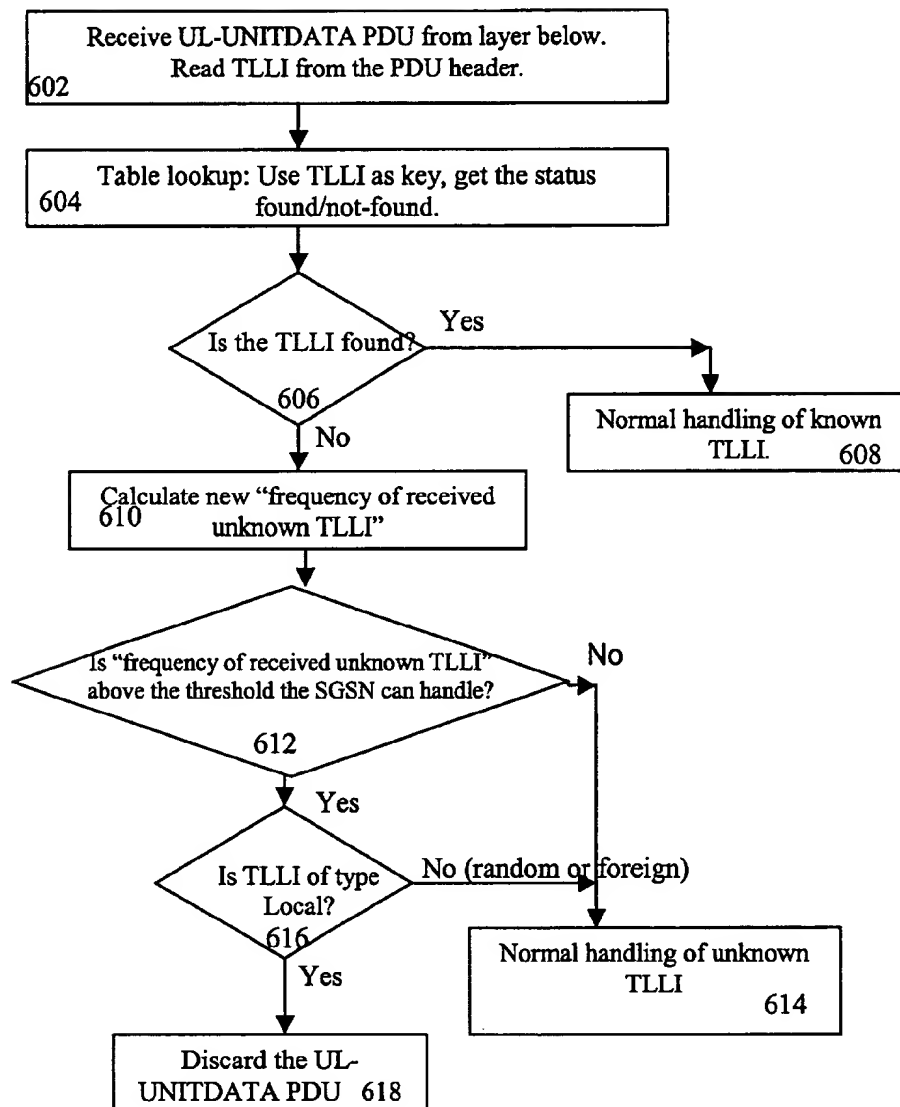 Receive UL-UNITDATA PDU from layer below.
Read TLLI from the PDU header.
602
Table lookup: Use TLLI as key, get the status
604
found/not-found.
Is the TLLI found?
606
Yes
No
Normal handling of known
TLLI.
608
Calculate new “frequency of received
610
unknown TLLI”
Is “frequency of received unknown TLLI”
above the threshold the SGSN can handle?
612
No
Yes
Is TLLI of type
Local?
616
No (random or foreign)
Yes
Normal handling of unknown
TLLI
614
Discard the UL-
UNITDATA PDU 618